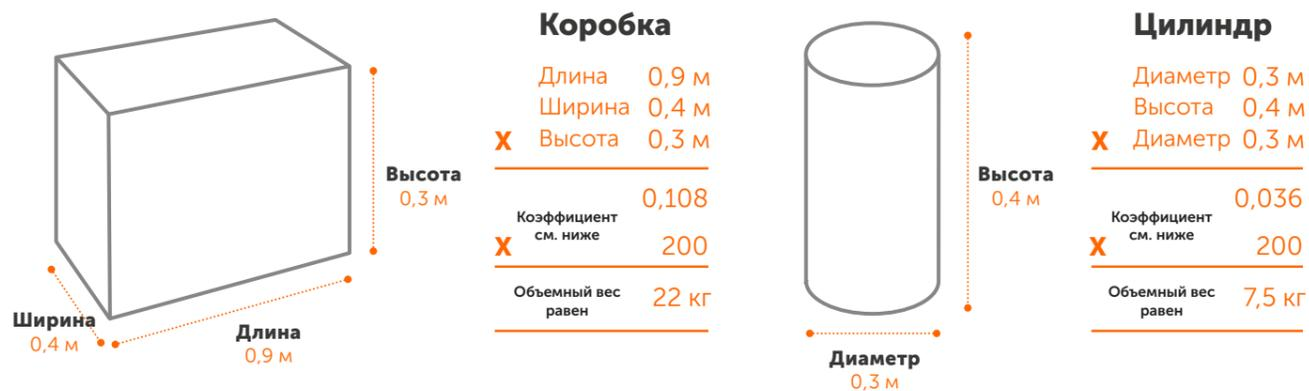 Коробка
Длина 0,9 м
Ширина 0,4 м
X Высота 0,3 м
0,108
Коэффициент
см. ниже
X 200
Объемный вес
равен
22 кг
Высота
0,3 м
Ширина
0,4 м
Длина
0,9 м
Цилиндр
Диаметр 0,3 м
Высота 0,4 м
X Диаметр 0,3 м
0,036
Коэффициент
см. ниже
X 200
Объемный вес
равен
7,5 кг
Высота
0,4 м
Диаметр
0,3 м